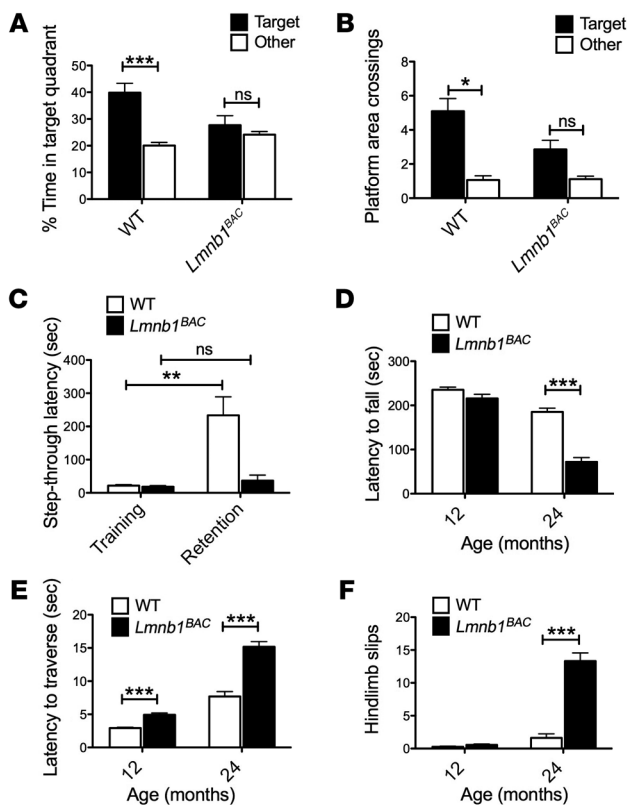 A
Target
Other
% Time in target quadrant
50
40
30
20
10
0
***
ns
WT
Lmnb1BAC
B
Target
Other
Platform area crossings
8
6
4
2
0
*
ns
WT
Lmnb1BAC
C
WT
Lmnb1BAC
Step-through latency (sec)
400
300
200
100
0
ns
**
Training
Retention
D
WT
Lmnb1BAC
Latency to fall (sec)
300
200
100
0
***
12
24
Age (months)
E
WT
Lmnb1BAC
Latency to traverse (sec)
20
15
10
5
0
***
***
12
24
Age (months)
F
WT
Lmnb1BAC
Hindlimb slips
20
15
10
5
0
***
12
24
Age (months)